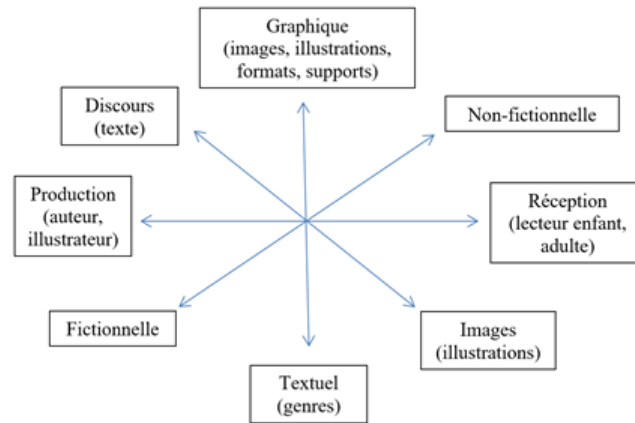 Graphique
(images, illustrations,
formats, supports)
Discours
(texte)
Non-fictionnelle
Production
(auteur,
illustrateur)
Réception
(lecteur enfant,
adulte)
Fictionnelle
Images
(illustrations)
Textuel
(genres)